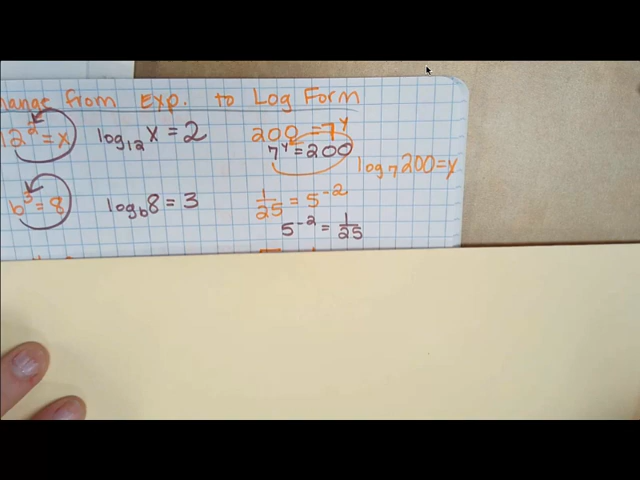 hange from Exp. to Log Form
12² = x log₁₂ x = 2 200 = 7ʸ
7ʸ = 200
log₇ 200 = y
b³ = 8 log_b 8 = 3 1/25 = 5⁻²
5⁻² = 1/25